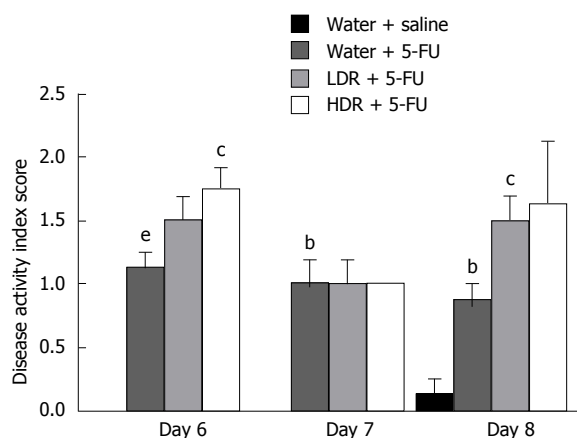 Water + saline
Water + 5-FU
LDR + 5-FU
HDR + 5-FU
Disease activity index score
2.5
2.0
1.5
1.0
0.5
0.0
e
c
b
b
c
Day 6
Day 7
Day 8